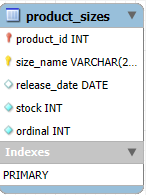 product_sizes
product_id INT
size_name VARCHAR(2...
release_date DATE
stock INT
ordinal INT
Indexes
PRIMARY